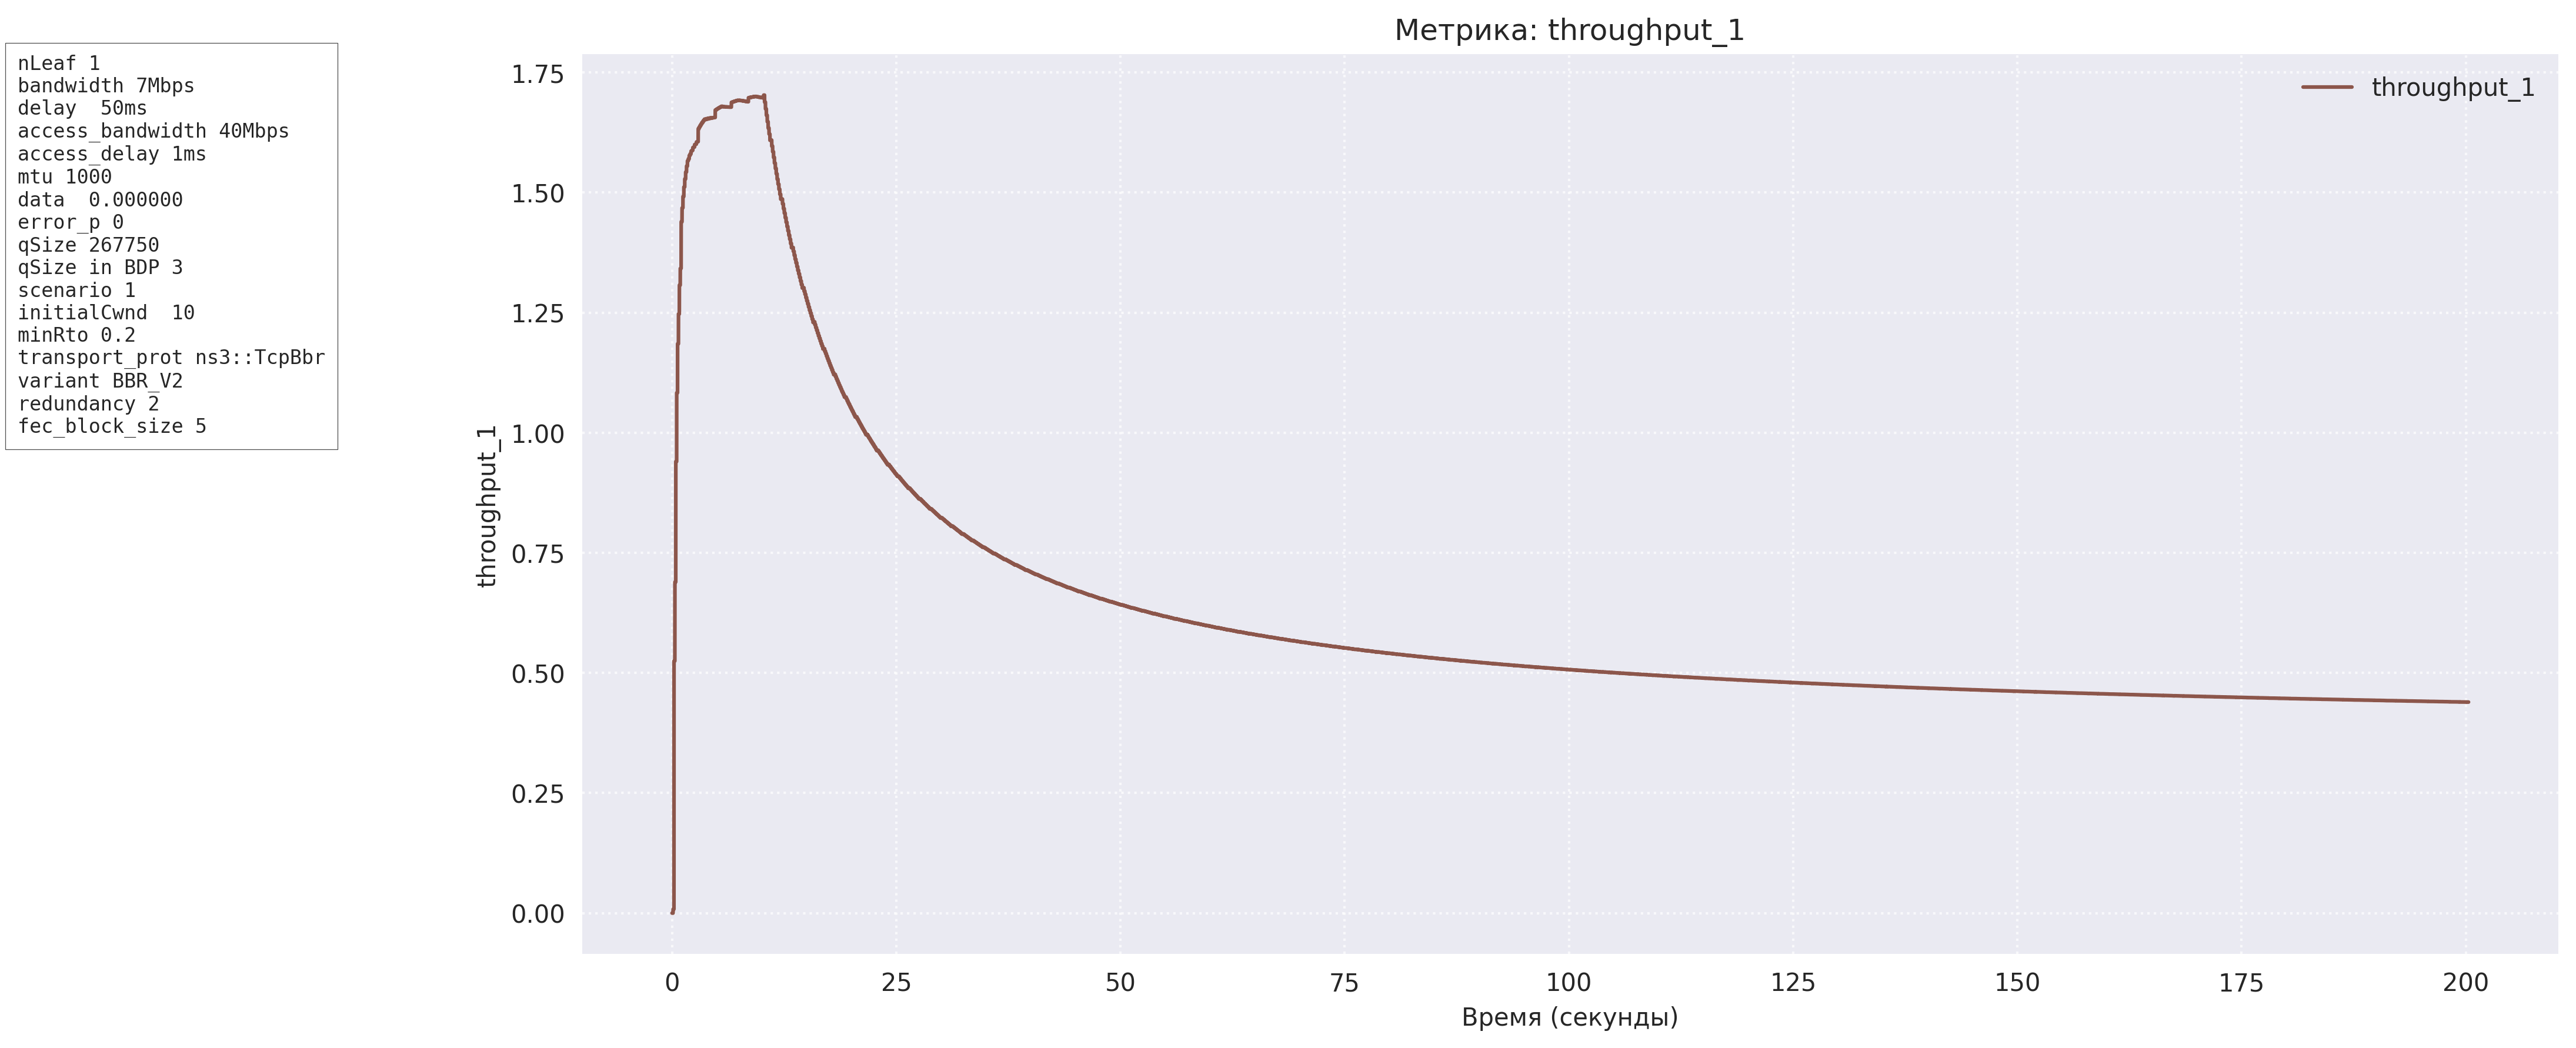 Метрика: throughput_1
nLeaf 1
bandwidth 7Mbps
delay  50ms
access_bandwidth 40Mbps
access_delay 1ms
mtu 1000
data  0.000000
error_p 0
qSize 267750
qSize in BDP 3
scenario 1
initialCwnd  10
minRto 0.2
transport_prot ns3::TcpBbr
variant BBR_V2
redundancy 2
fec_block_size 5
throughput_1
throughput_1
1.75
1.50
1.25
1.00
0.75
0.50
0.25
0.00
0 25 50 75 100 125 150 175 200
Время (секунды)